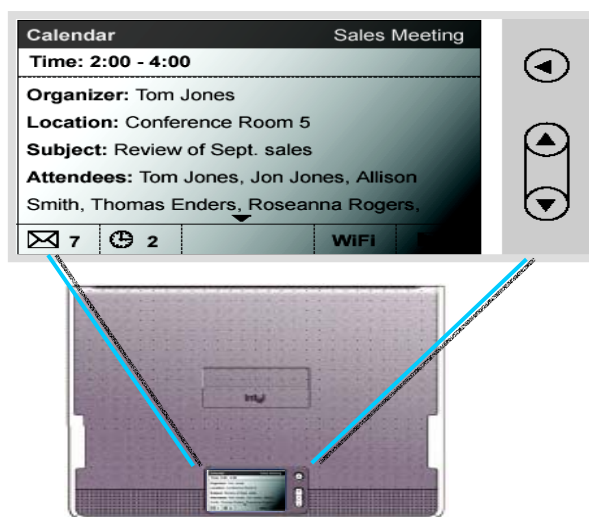 Calendar Sales Meeting
Time: 2:00 - 4:00
Organizer: Tom Jones
Location: Conference Room 5
Subject: Review of Sept. sales
Attendees: Tom Jones, Jon Jones, Allison
Smith, Thomas Enders, Roseanna Rogers,
7 2 WiFi
intel